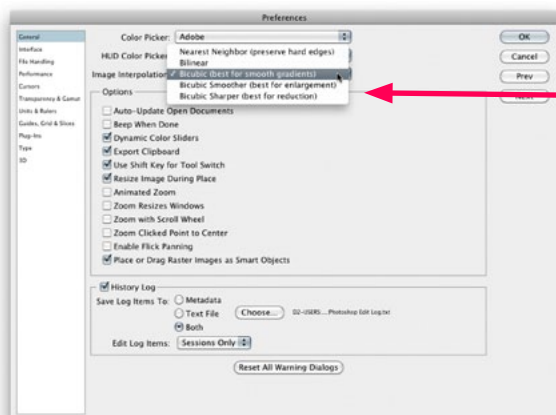 Preferences
General
Interface
File Handling
Performance
Cursors
Transparency & Gamut
Units & Rulers
Guides, Grid & Slices
Plug-Ins
Type
3D
Color Picker: Adobe
HUD Color Picker:
Image Interpolation:
Nearest Neighbor (preserve hard edges)
Bilinear
✓ Bicubic (best for smooth gradients)
Bicubic Smoother (best for enlargement)
Bicubic Sharper (best for reduction)
Options
Auto-Update Open Documents
Beep When Done
Dynamic Color Sliders
Export Clipboard
Use Shift Key for Tool Switch
Resize Image During Place
Animated Zoom
Zoom Resizes Windows
Zoom with Scroll Wheel
Zoom Clicked Point to Center
Enable Flick Panning
Place or Drag Raster Images as Smart Objects
History Log
Save Log Items To: Metadata
Text File Choose... D2-USERS:...Photoshop Edit Log.txt
Both
Edit Log Items: Sessions Only
Reset All Warning Dialogs
OK
Cancel
Prev